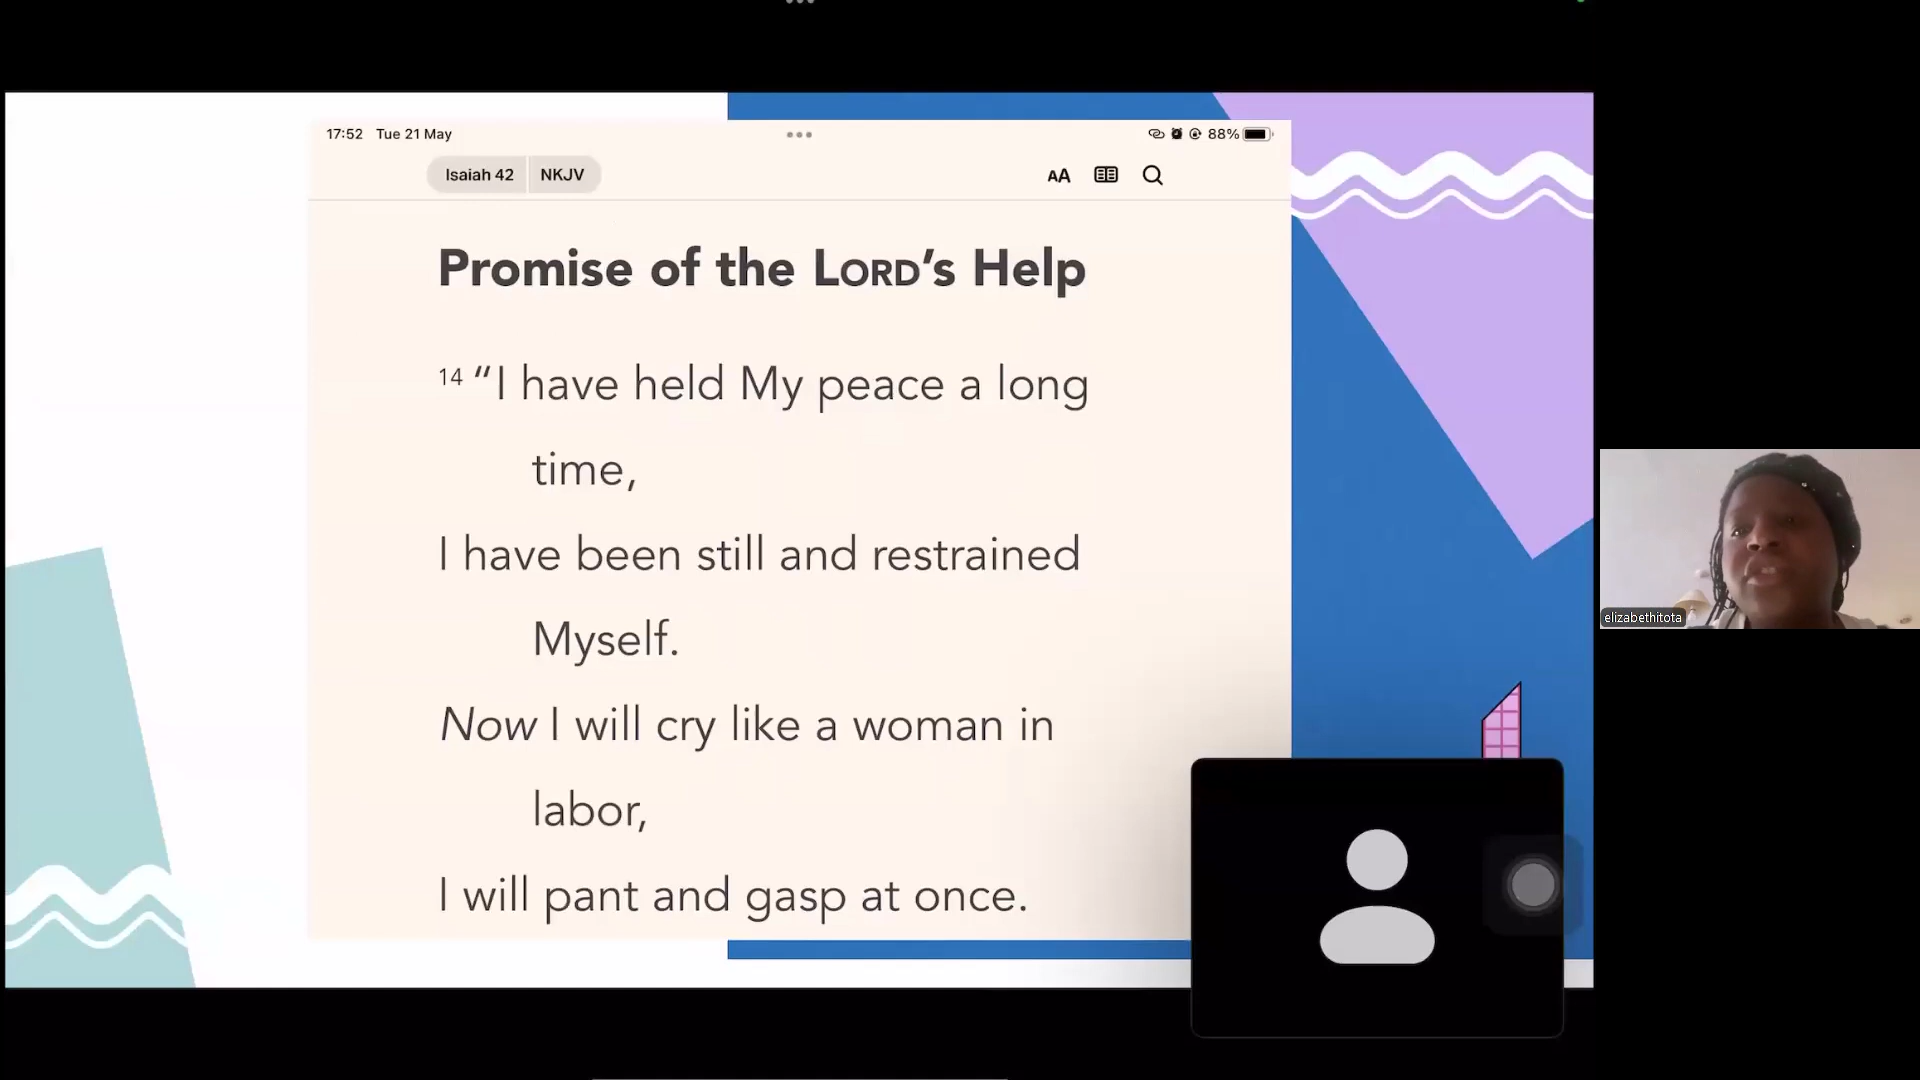 17:52 Tue 21 May
88%
Isaiah 42 NKJV
AA
Promise of the LORD’s Help
14 “I have held My peace a long
time,
I have been still and restrained
Myself.
Now I will cry like a woman in
labor,
I will pant and gasp at once.
elizabethitota